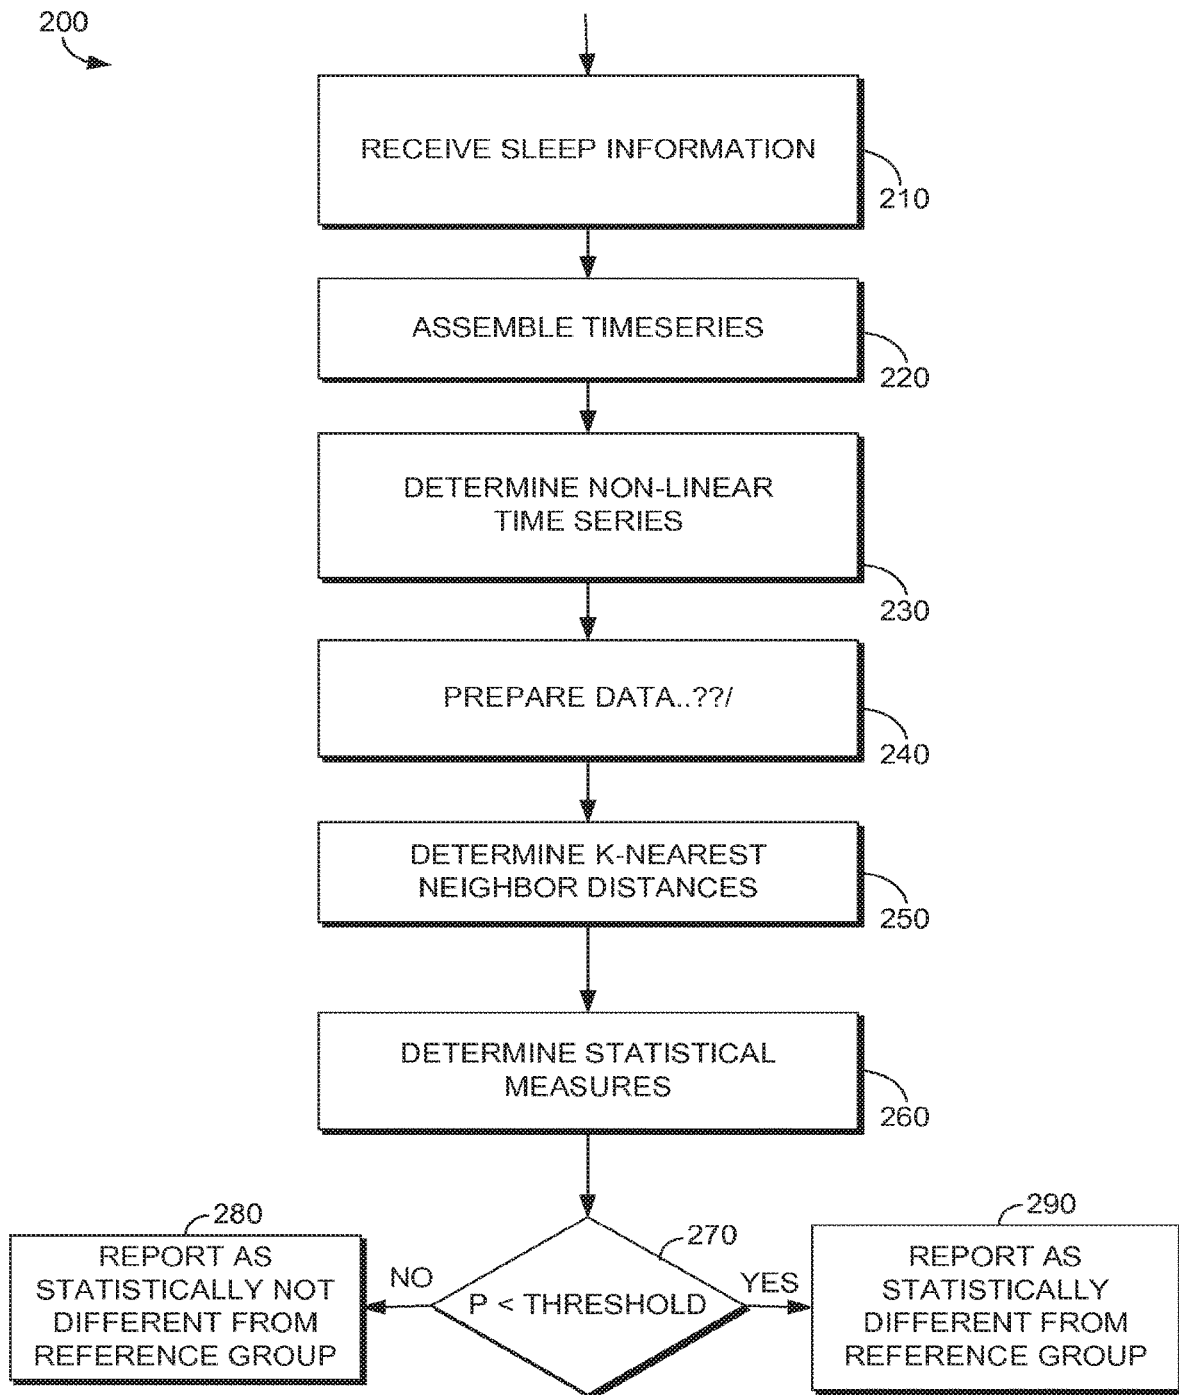 200
RECEIVE SLEEP INFORMATION
210
ASSEMBLE TIMESERIES
220
DETERMINE NON-LINEAR
TIME SERIES
230
PREPARE DATA..??/
240
DETERMINE K-NEAREST
NEIGHBOR DISTANCES
250
DETERMINE STATISTICAL
MEASURES
260
280
REPORT AS
STATISTICALLY NOT
DIFFERENT FROM
REFERENCE GROUP
NO
270
P < THRESHOLD
YES
290
REPORT AS
STATISTICALLY
DIFFERENT FROM
REFERENCE GROUP